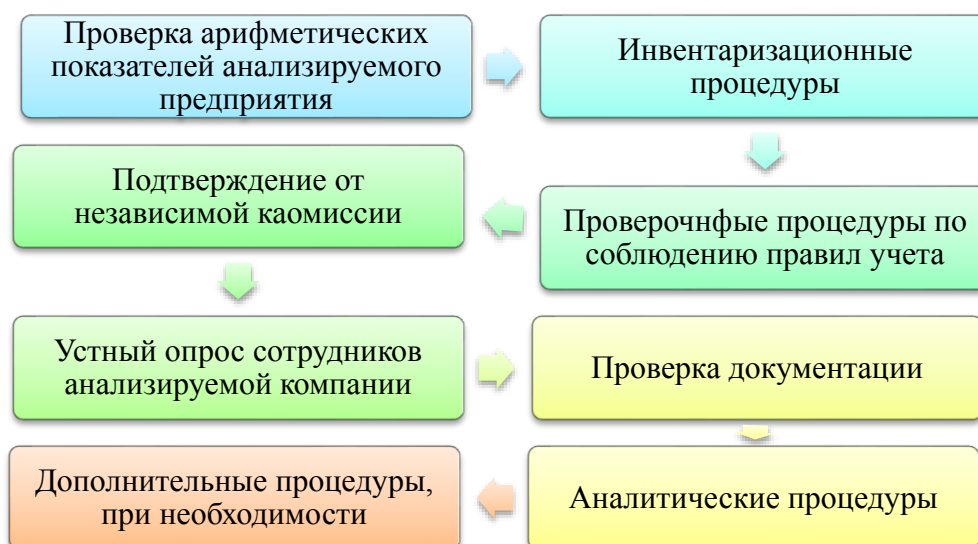 Проверка арифметических
показателей анализируемого
предприятия
Инвентаризационные
процедуры
Проверочнфые процедуры по
соблюдению правил учета
Подтверждение от
независимой каомиссии
Устный опрос сотрудников
анализируемой компании
Проверка документации
Аналитические процедуры
Дополнительные процедуры,
при необходимости